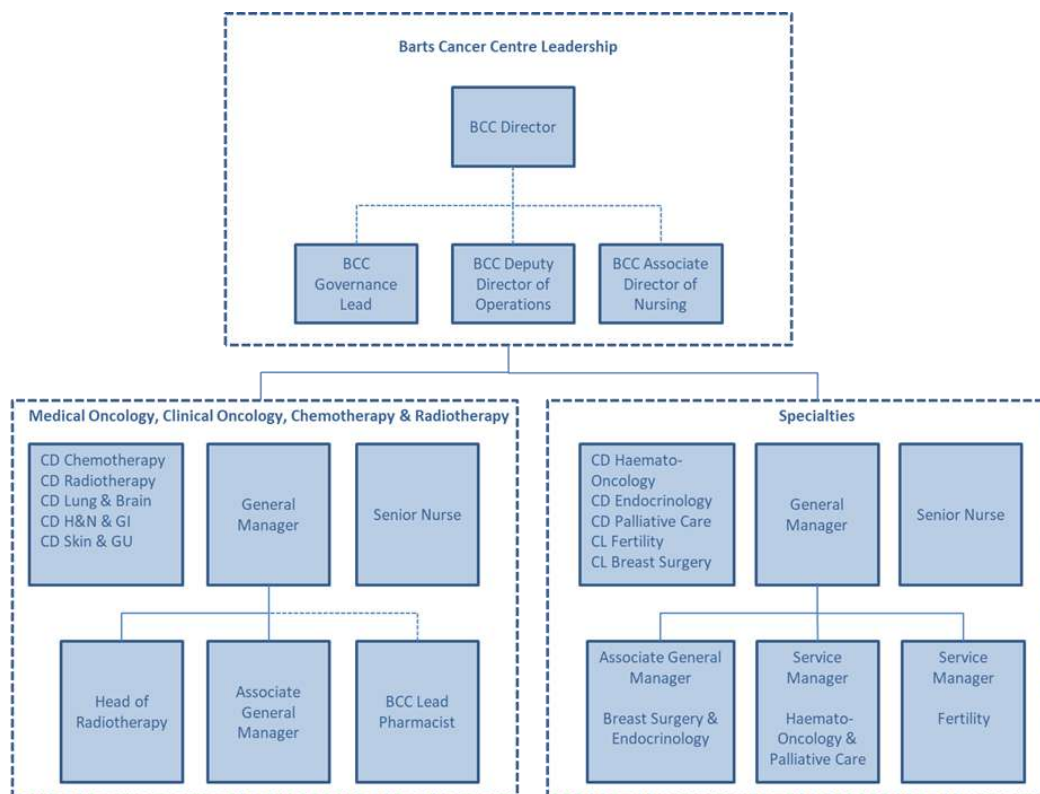 Barts Cancer Centre Leadership
BCC Director
BCC
Governance
Lead
BCC Deputy
Director of
Operations
BCC Associate
Director of
Nursing
Medical Oncology, Clinical Oncology, Chemotherapy & Radiotherapy
CD Chemotherapy
CD Radiotherapy
CD Lung & Brain
CD H&N & GI
CD Skin & GU
General
Manager
Senior Nurse
Head of
Radiotherapy
Associate
General
Manager
BCC Lead
Pharmacist
Specialties
CD Haemato-
Oncology
CD Endocrinology
CD Palliative Care
CL Fertility
CL Breast Surgery
General
Manager
Senior Nurse
Associate General
Manager
Breast Surgery &
Endocrinology
Service
Manager
Haemato-
Oncology &
Palliative Care
Service
Manager
Fertility